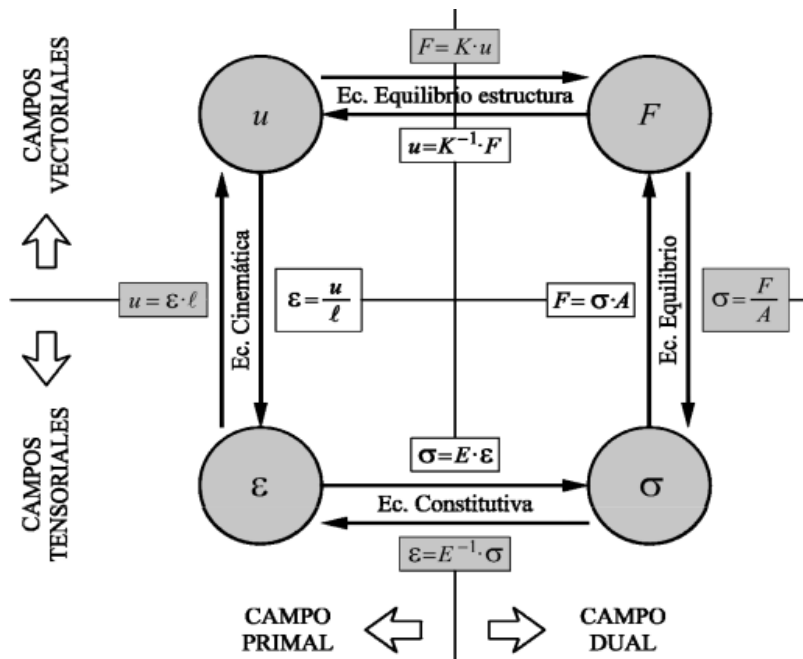 F = K · u
Ec. Equilibrio estructura
u
F
u = K⁻¹ · F
CAMPOS
VECTORIALES
Ec. Cinemática
u = ε · ℓ
ε = u/ℓ
F = σ · A
Ec. Equilibrio
σ = F/A
CAMPOS
TENSORIALES
σ = E · ε
ε
σ
Ec. Constitutiva
ε = E⁻¹ · σ
CAMPO
PRIMAL
CAMPO
DUAL